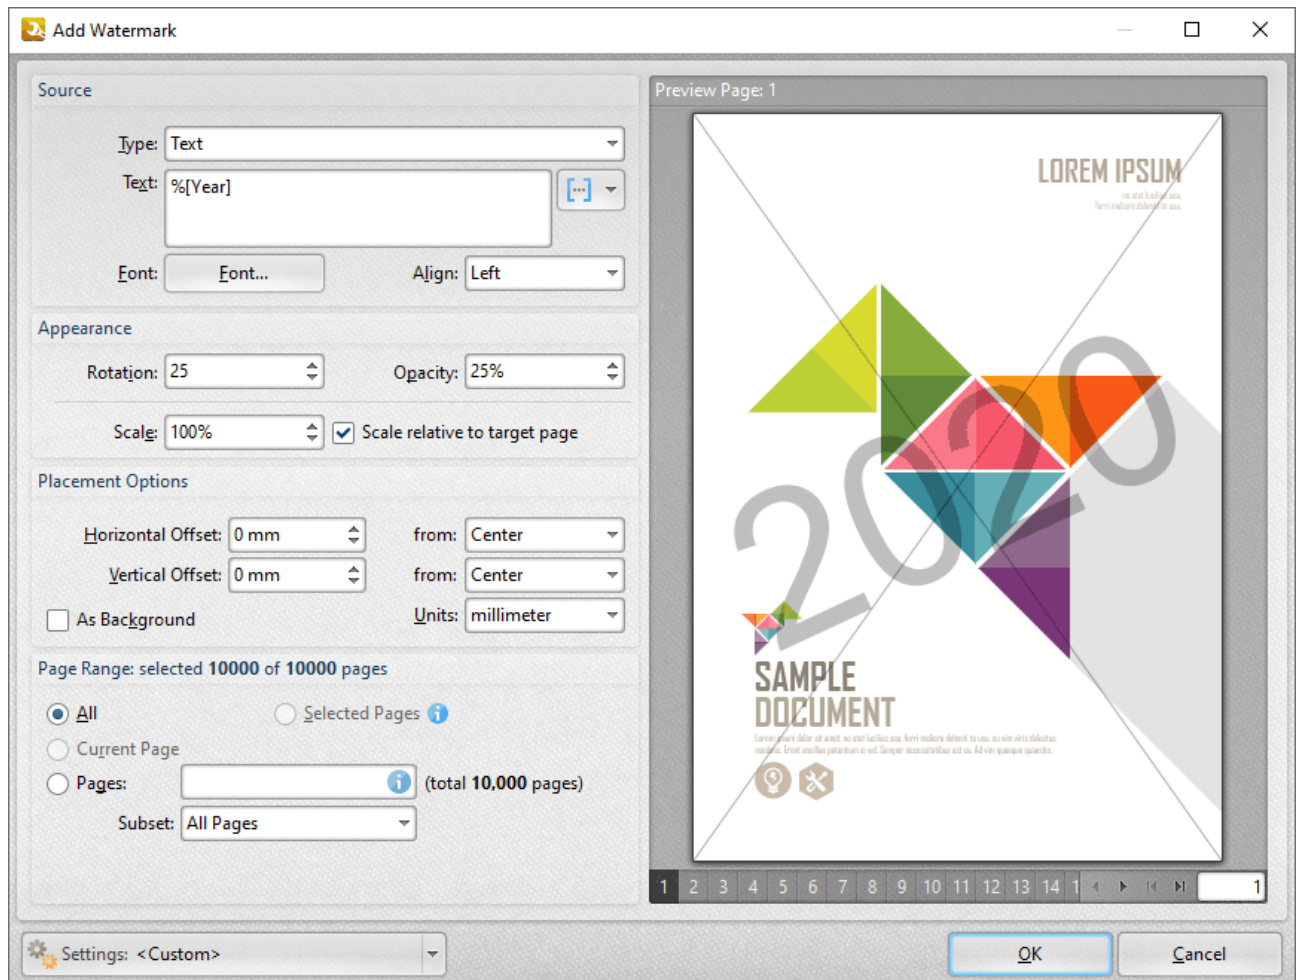 Add Watermark
Source
Type: Text
Text: %[Year]
Font: Font... Align: Left
Appearance
Rotation: 25 Opacity: 25%
Scale: 100% Scale relative to target page
Placement Options
Horizontal Offset: 0 mm from: Center
Vertical Offset: 0 mm from: Center
As Background Units: millimeter
Page Range: selected 10000 of 10000 pages
All Selected Pages
Current Page
Pages: (total 10,000 pages)
Subset: All Pages
Preview Page: 1
LOREM IPSUM
2020
SAMPLE
DOCUMENT
1 2 3 4 5 6 7 8 9 10 11 12 13 14 1 1
Settings: <Custom> OK Cancel